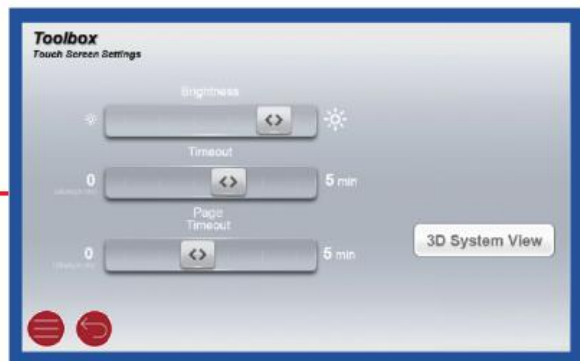 Toolbox
Touch Screen Settings
Brightness
Timeout
0
5 min
Page
Timeout
0
5 min
3D System View